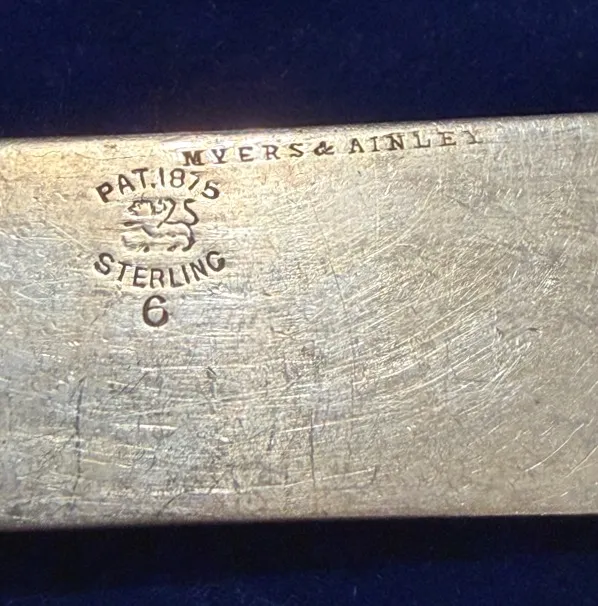 MYERS & AINLEY
PAT. 1875
STERLING
6